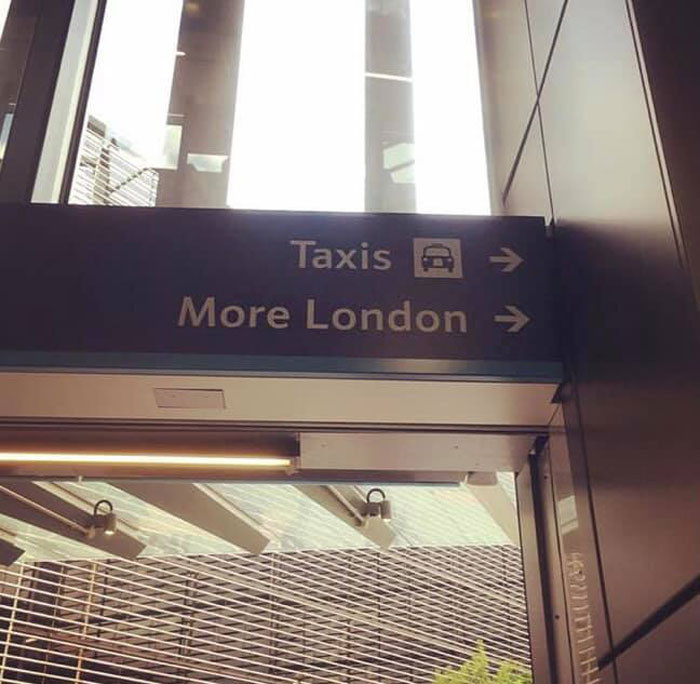 Taxis →
More London →